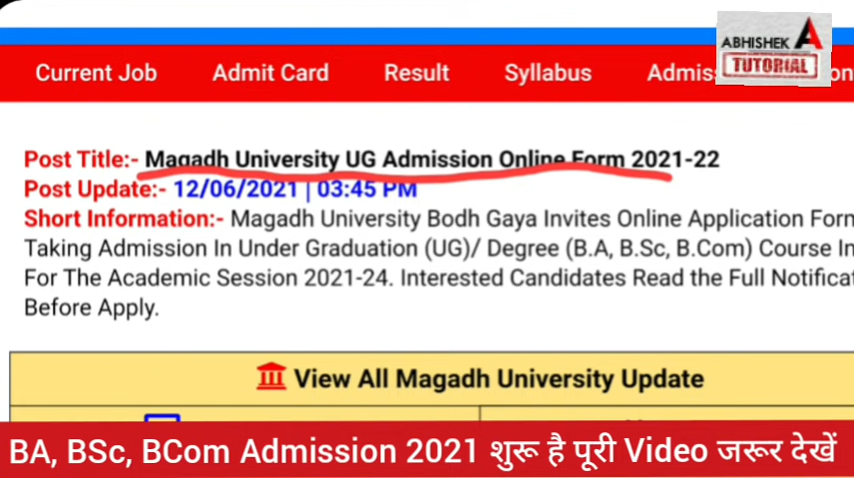 ABHISHEK A
TUTORIAL
Current Job Admit Card Result Syllabus
Post Title:- Magadh University UG Admission Online Form 2021-22
Post Update:- 12/06/2021 | 03:45 PM
Short Information:- Magadh University Bodh Gaya Invites Online Application Form
Taking Admission In Under Graduation (UG)/ Degree (B.A, B.Sc, B.Com) Course In
For The Academic Session 2021-24. Interested Candidates Read the Full
Before Apply.
View All Magadh University Update
BA, BSc, BCom Admission 2021 शुरू है पूरी Video जरूर देखें